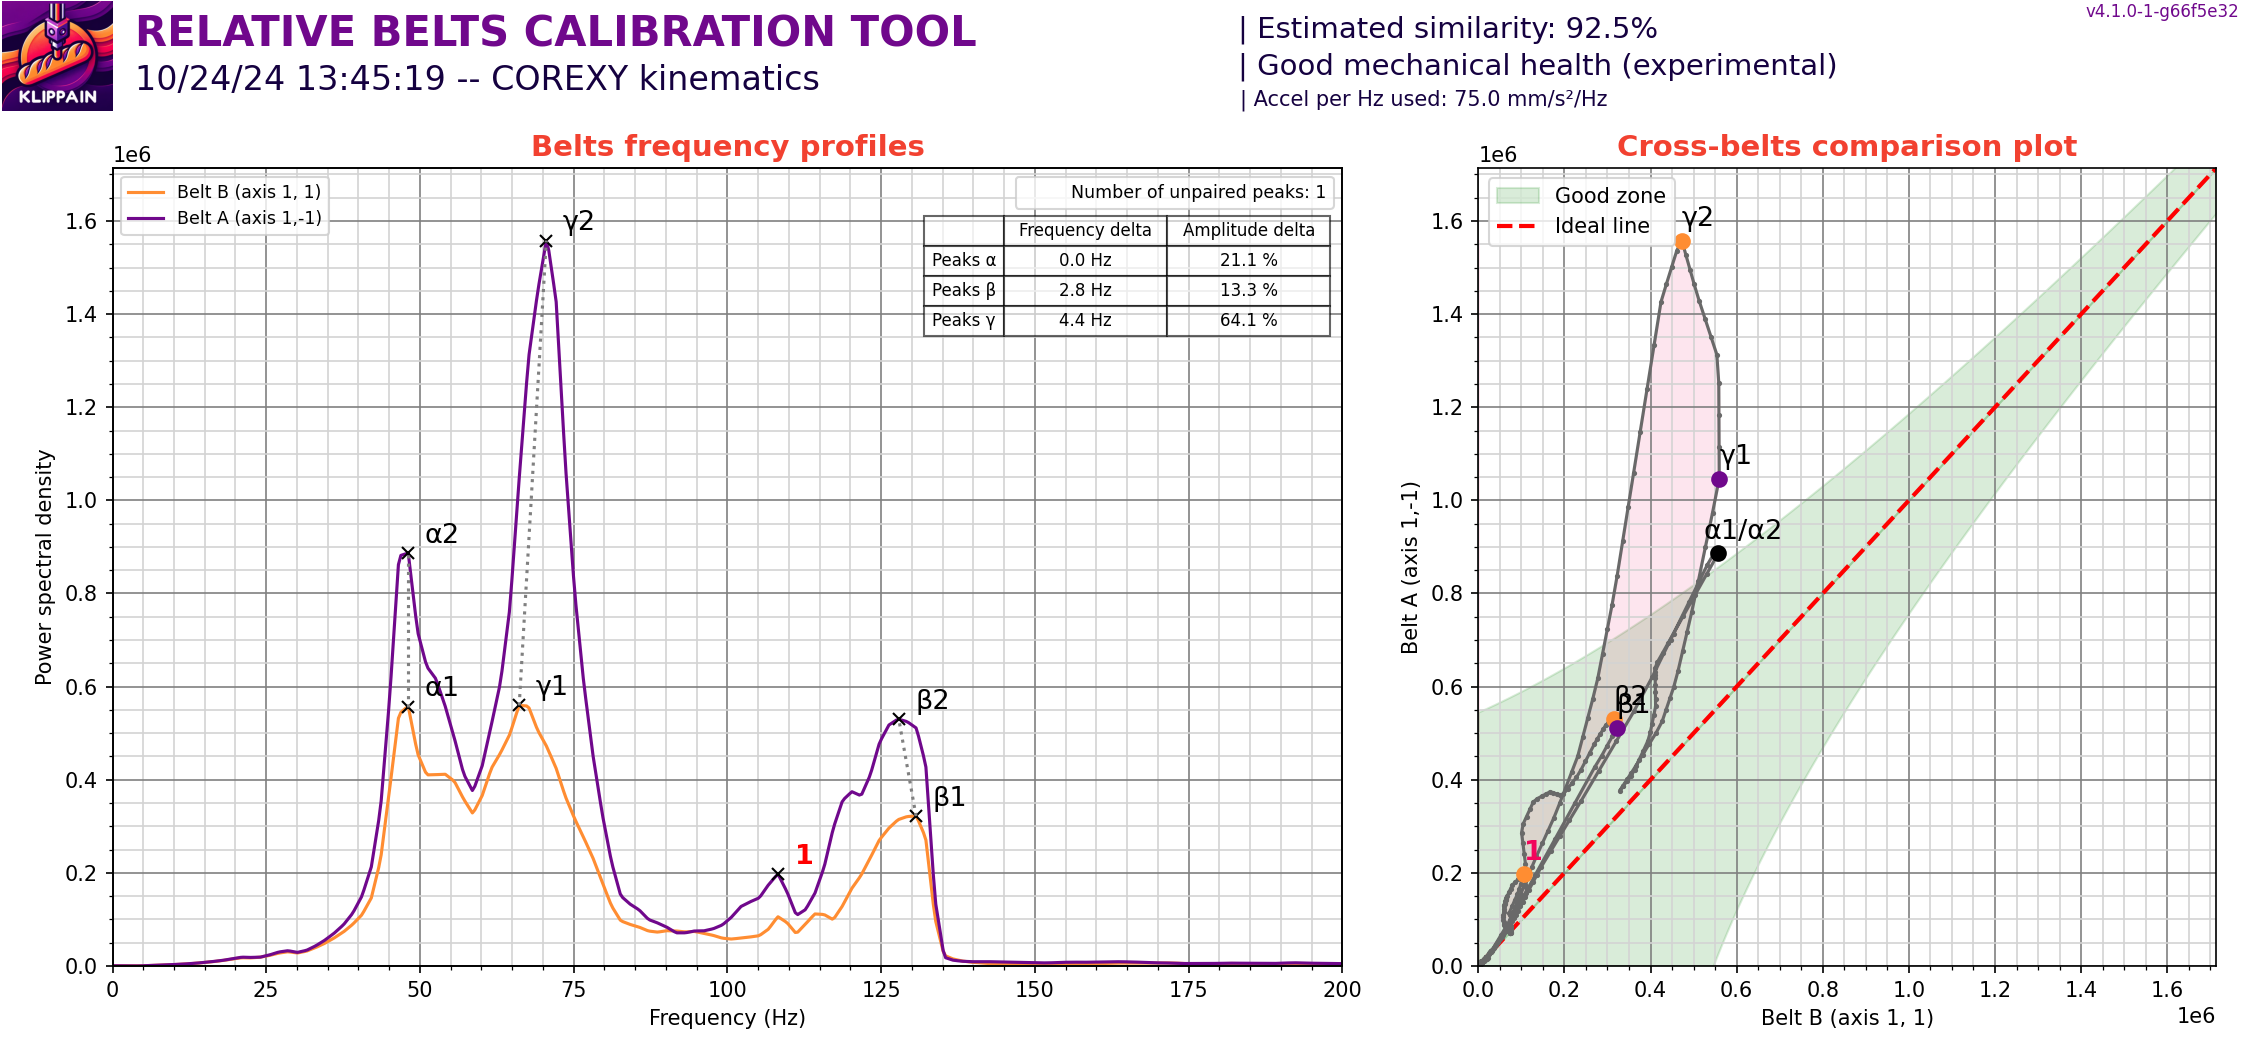 KLIPPAIN
RELATIVE BELTS CALIBRATION TOOL
10/24/24 13:45:19 -- COREXY kinematics
| Estimated similarity: 92.5%
| Good mechanical health (experimental)
| Accel per Hz used: 75.0 mm/s²/Hz
v4.1.0-1-g66f5e32
Belts frequency profiles
1e6
Belt B (axis 1, 1)
Belt A (axis 1,-1)
Number of unpaired peaks: 1
Frequency delta Amplitude delta
Peaks α 0.0 Hz 21.1 %
Peaks β 2.8 Hz 13.3 %
Peaks γ 4.4 Hz 64.1 %
γ2
α2
α1
γ1
β2
β1
1
1.6
1.4
1.2
1.0
0.8
0.6
0.4
0.2
0.0
Power spectral density
0 25 50 75 100 125 150 175 200
Frequency (Hz)
Cross-belts comparison plot
1e6
Good zone
Ideal line
γ2
γ1
α1/α2
β2
β1
1
1.6
1.4
1.2
1.0
0.8
0.6
0.4
0.2
0.0
Belt A (axis 1,-1)
0.0 0.2 0.4 0.6 0.8 1.0 1.2 1.4 1.6
Belt B (axis 1, 1)
1e6